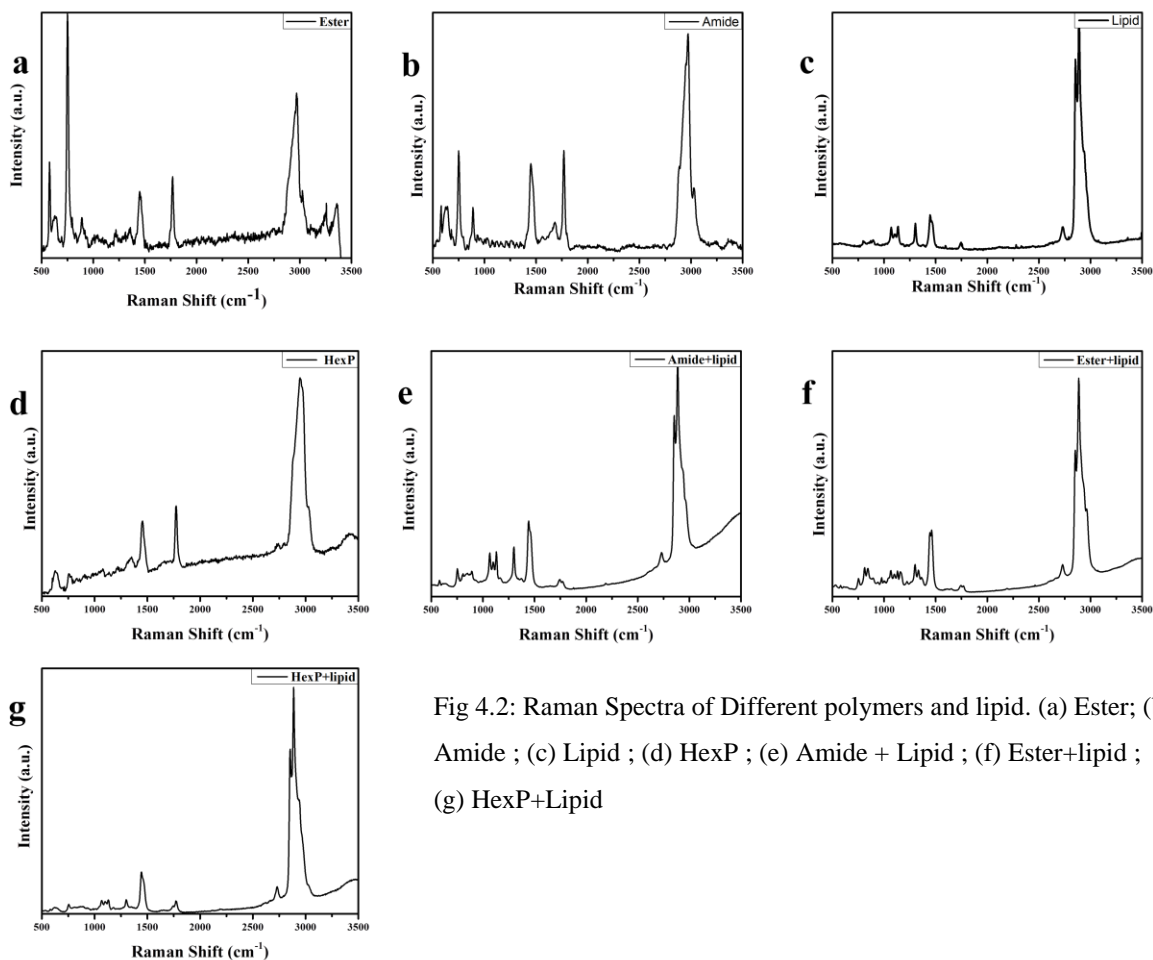 a
Ester
Intensity (a.u.)
500 1000 1500 2000 2500 3000 3500
Raman Shift (cm-1)
b
Amide
Intensity (a.u.)
500 1000 1500 2000 2500 3000 3500
Raman Shift (cm-1)
c
Lipid
Intensity (a.u.)
500 1000 1500 2000 2500 3000 3500
Raman Shift (cm-1)
d
HexP
Intensity (a.u.)
500 1000 1500 2000 2500 3000 3500
Raman Shift (cm-1)
e
Amide+lipid
Intensity (a.u.)
500 1000 1500 2000 2500 3000 3500
Raman Shift (cm-1)
f
Ester+lipid
Intensity (a.u.)
500 1000 1500 2000 2500 3000 3500
Raman Shift (cm-1)
g
HexP+lipid
Intensity (a.u.)
500 1000 1500 2000 2500 3000 3500
Raman Shift (cm-1)
Fig 4.2: Raman Spectra of Different polymers and lipid. (a) Ester; (
Amide ; (c) Lipid ; (d) HexP ; (e) Amide + Lipid ; (f) Ester+lipid ;
(g) HexP+Lipid